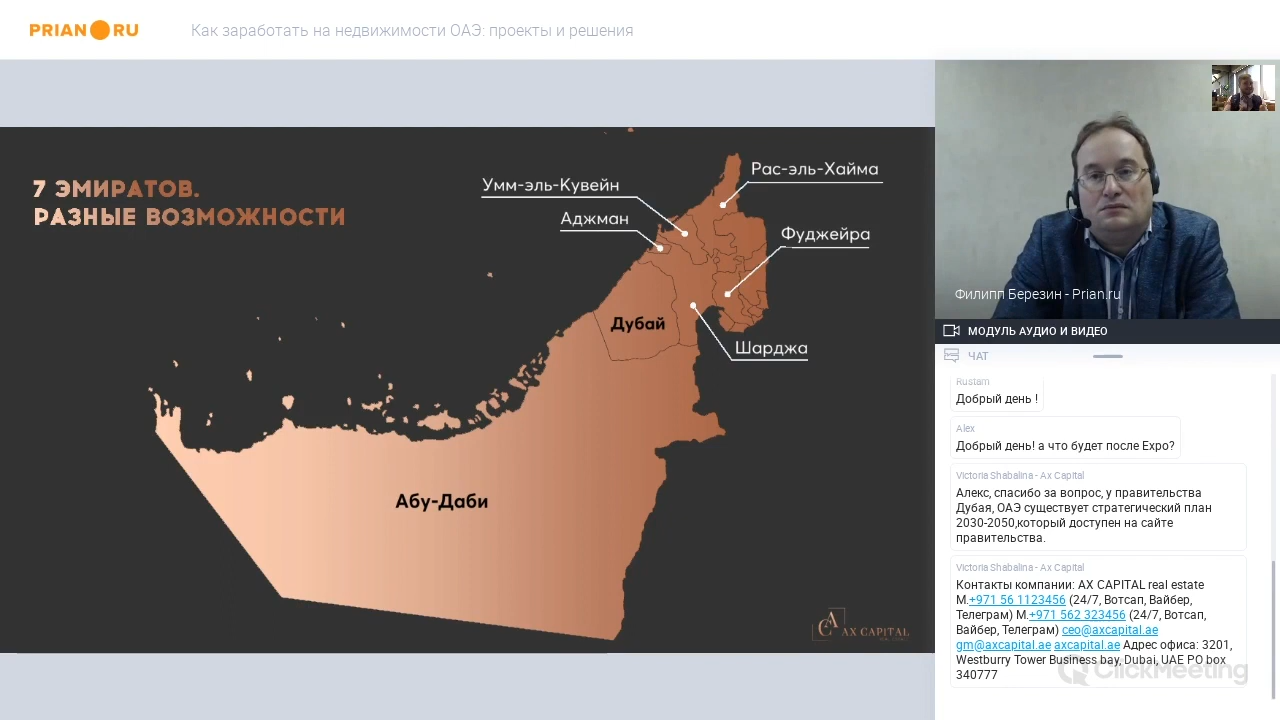 PRIAN RU
Как заработать на недвижимости ОАЭ: проекты и решения
7 ЭМИРАТОВ.
РАЗНЫЕ ВОЗМОЖНОСТИ
Рас-эль-Хайма
Умм-эль-Кувейн
Аджман
Фуджейра
Дубай
Шарджа
Абу-Даби
AX CAPITAL
Филипп Березин - Prian.ru
МОДУЛЬ АУДИО И ВИДЕО
ЧАТ
Rustam
Добрый день !
Alex
Добрый день! а что будет после Expo?
Victoria Shabalina - Ax Capital
Алекс, спасибо за вопрос, у правительства
Дубая, ОАЭ существует стратегический план
2030-2050,который доступен на сайте
правительства.
Victoria Shabalina - Ax Capital
Контакты компании: AX CAPITAL real estate
М.+971 56 1123456 (24/7, Вотсап, Вайбер,
Телеграм) М.+971 562 323456 (24/7, Вотсап,
Вайбер, Телеграм) ceo@axcapital.ae
gm@axcapital.ae axcapital.ae Адрес офиса: 3201,
Westburry Tower Business bay, Dubai, UAE PO box
340777
ClickMeeting